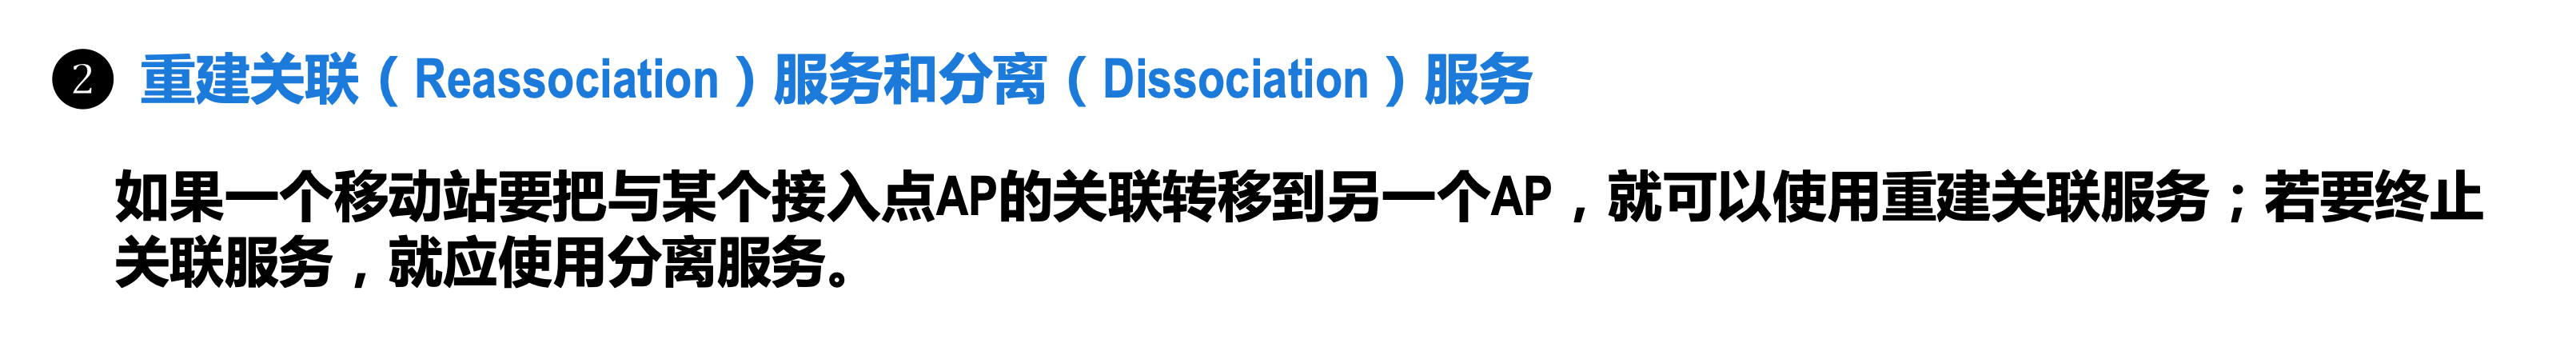 ❷ 重建关联（Reassociation）服务和分离（Dissociation）服务
如果一个移动站要把与某个接入点AP的关联转移到另一个AP，就可以使用重建关联服务；若要终止
关联服务，就应使用分离服务。